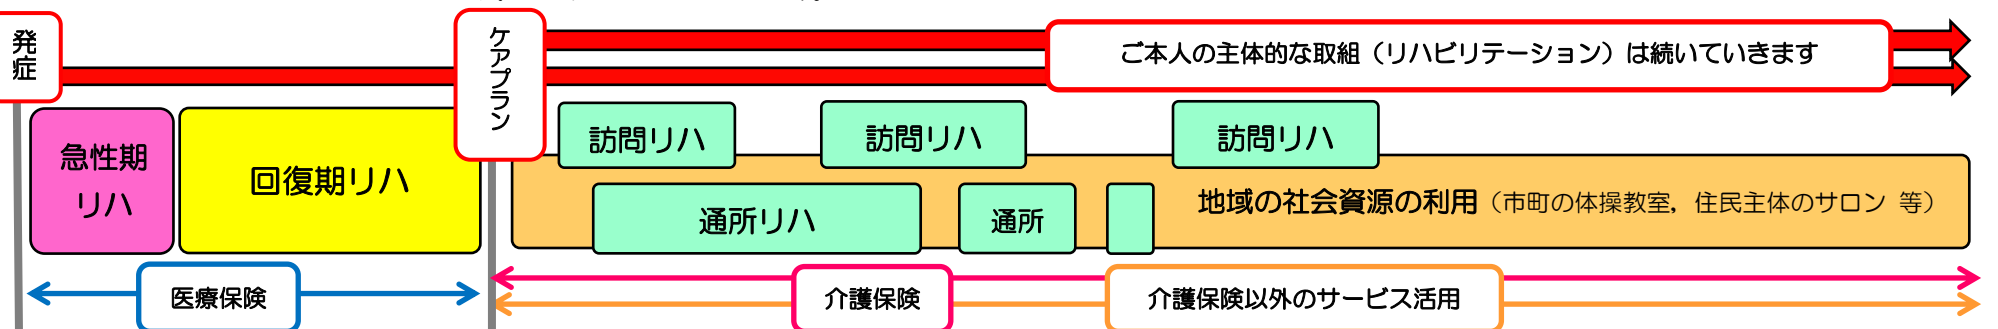 発症
ケアプラン
ご本人の主体的な取組（リハビリテーション）は続いていきます
急性期
リハ
回復期リハ
訪問リハ
訪問リハ
訪問リハ
通所リハ
通所
地域の社会資源の利用（市町の体操教室，住民主体のサロン 等）
医療保険
介護保険
介護保険以外のサービス活用